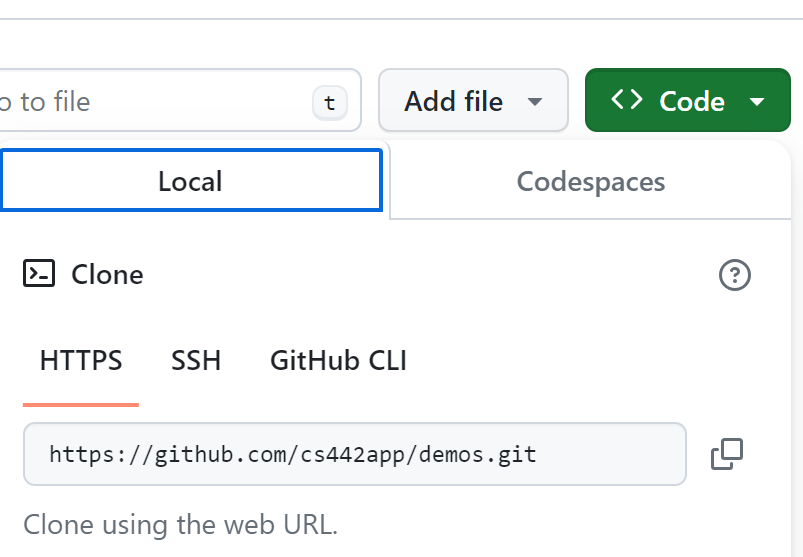 to file t Add file <> Code
Local Codespaces
Clone
HTTPS SSH GitHub CLI
https://github.com/cs442app/demos.git
Clone using the web URL.